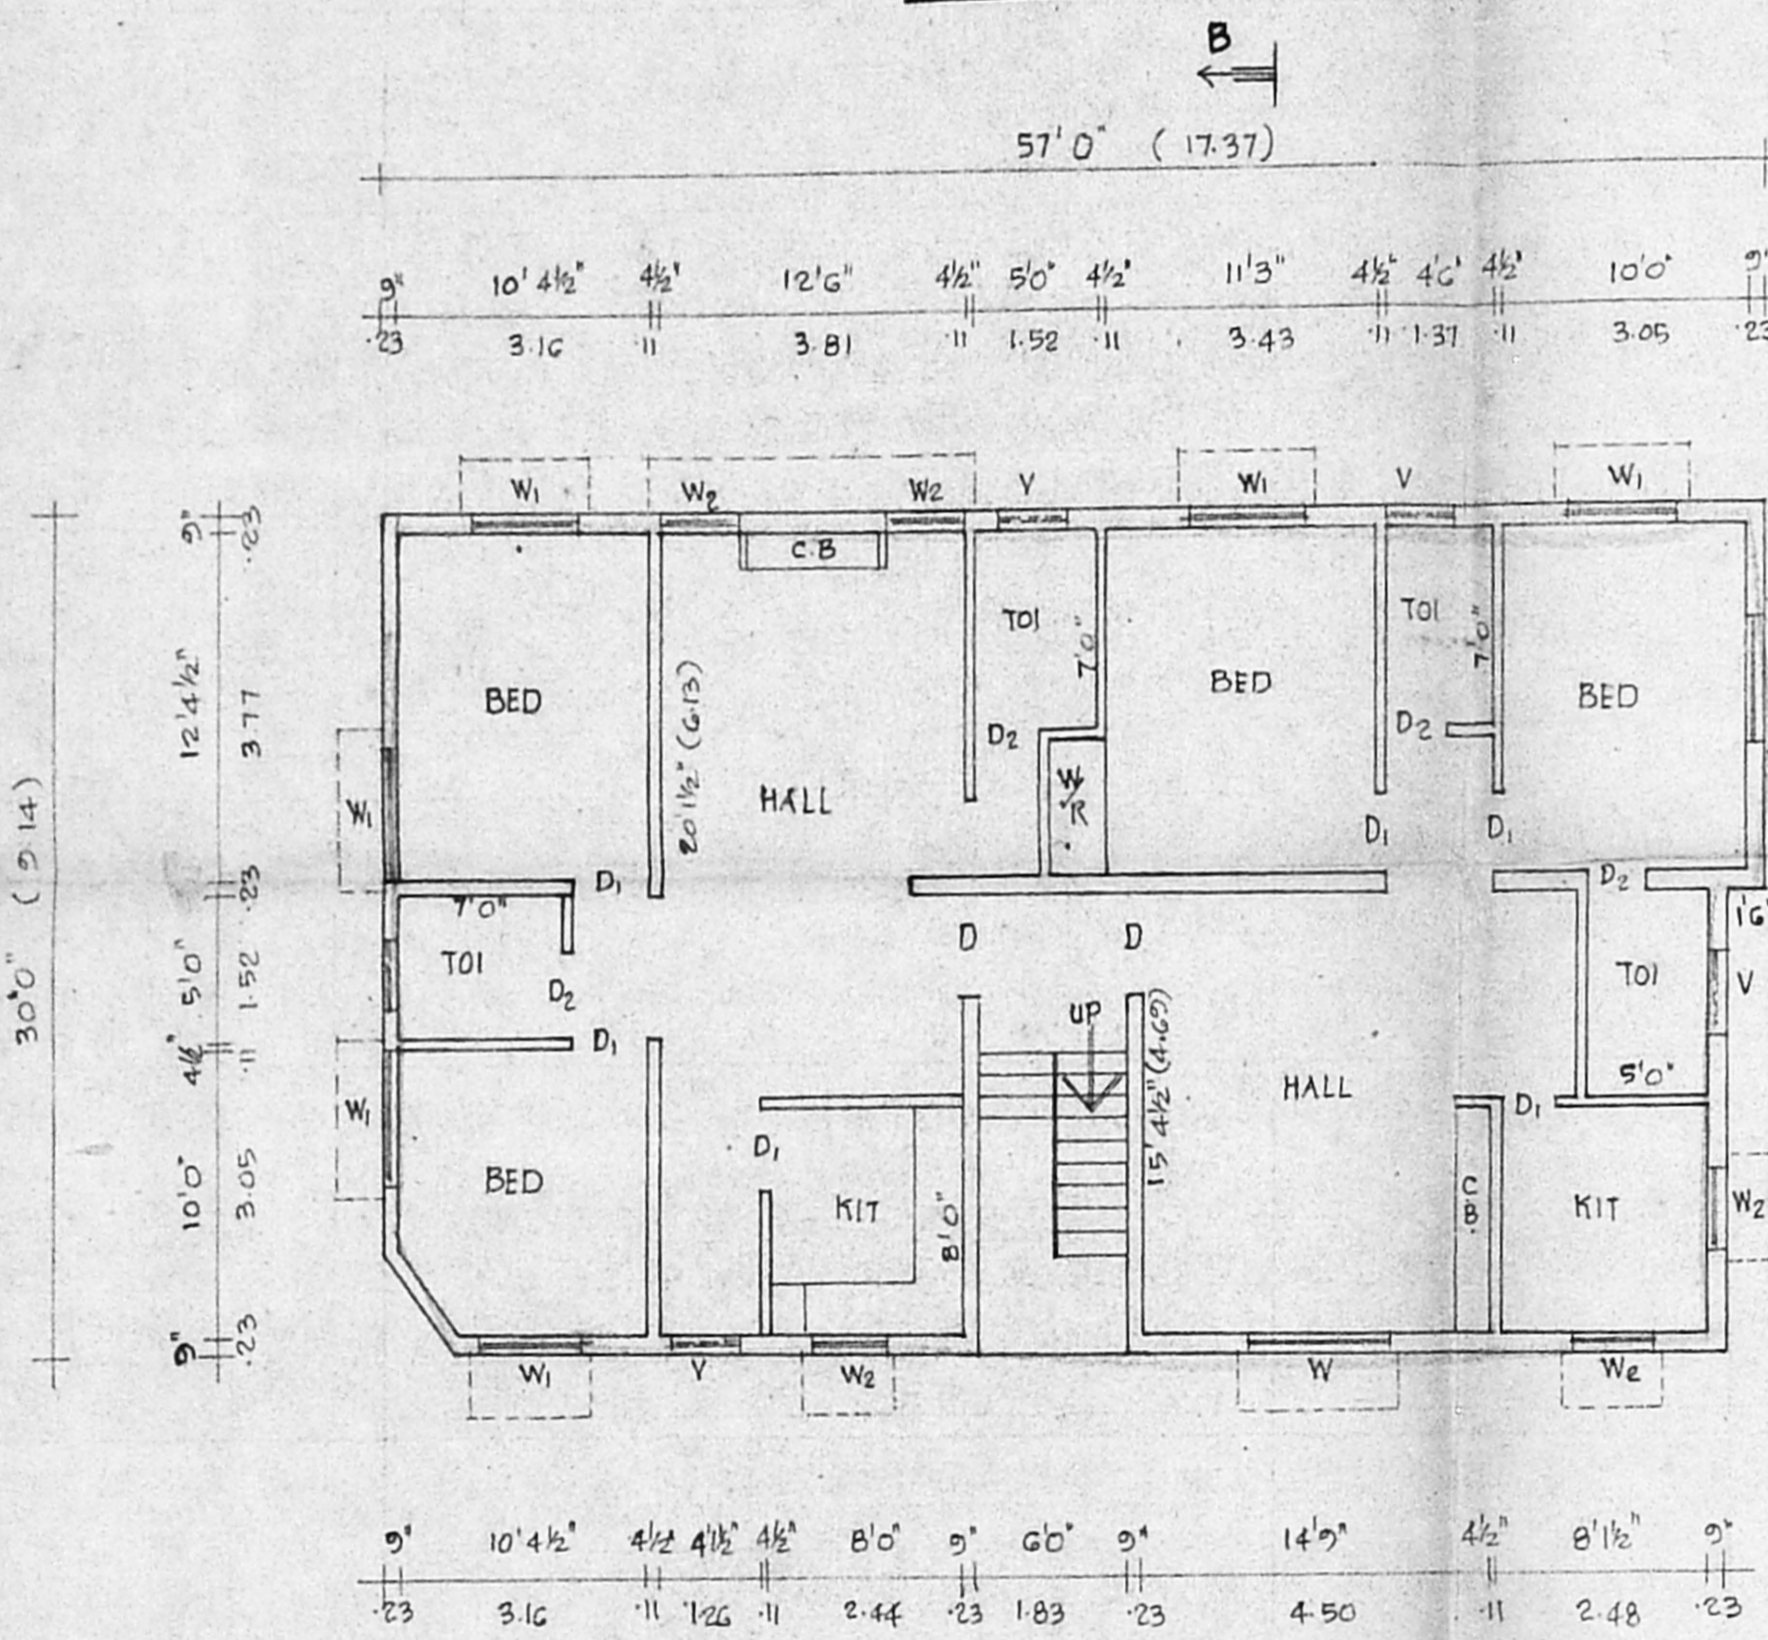 B
57'0" (17.37)
9" 10'4½" 4½" 12'6" 4½" 5'0" 4½" 11'3" 4½" 4'6" 4½" 10'0" 9"
.23 3.16 .11 3.81 .11 1.52 .11 3.43 .11 1.37 .11 3.05 .23
W1 W2 W2 V W1 V W1
C.B
9" .23
12'4½" 3.77
.23
5'0" 1.52
4½" .11
10'0" 3.05
9" .23
30'0" (9.14)
BED
20'1½" (6.13)
HALL
TOI
7'0"
D2
W/R
BED
TOI
7'0"
D2
BED
W1
D1
D1
D1
D2
7'0"
TOI
D2
D
D
1'6"
TOI
V
D1
UP
15'4½" (4.69)
HALL
5'0"
W1
D1
D1
BED
KIT
8'0"
C
B.
KIT
W2
W1 V W2 W We
9" 10'4½" 4½" 4'1½" 4½" 8'0" 9" 6'0" 9" 14'9" 4½" 8'1½" 9"
.23 3.16 .11 1.26 .11 2.44 .23 1.83 .23 4.50 .11 2.48 .23